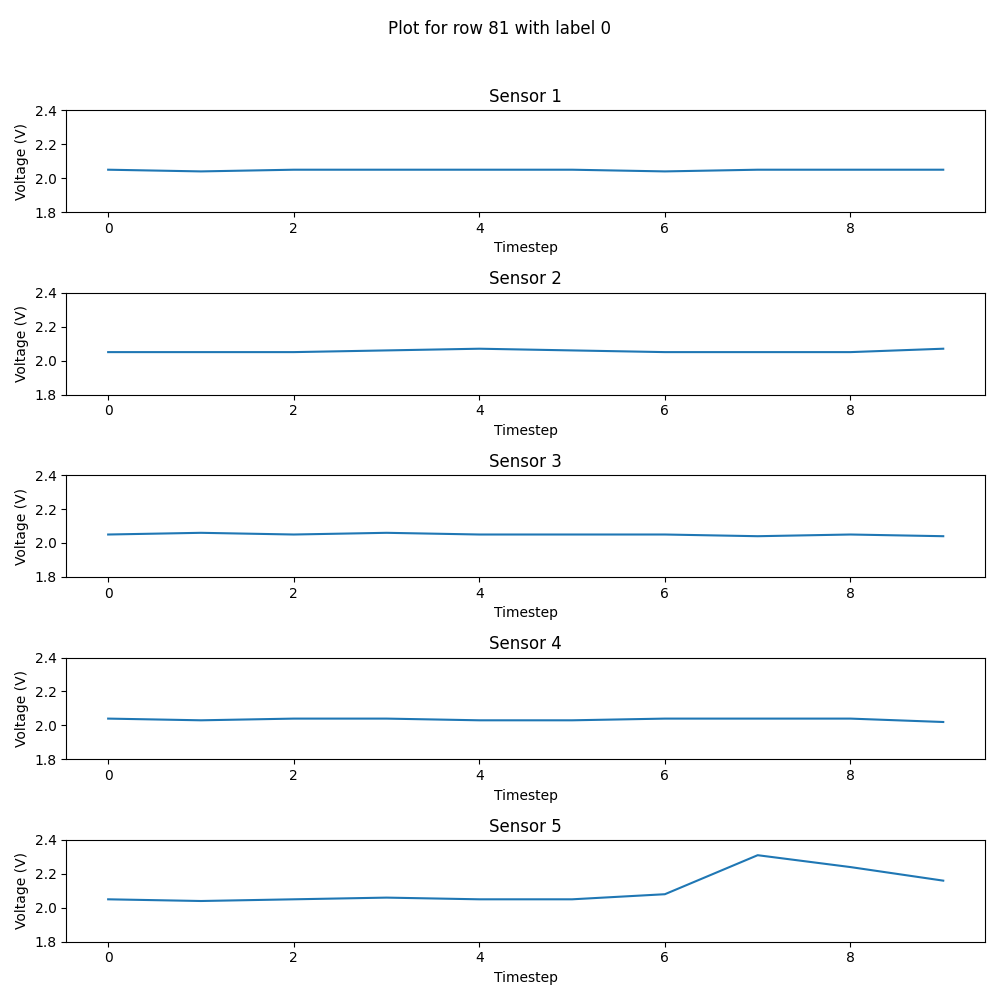 Plot for row 81 with label 0
Sensor 1
2.4
2.2
2.0
1.8
Voltage (V)
0 2 4 6 8
Timestep
Sensor 2
2.4
2.2
2.0
1.8
Voltage (V)
0 2 4 6 8
Timestep
Sensor 3
2.4
2.2
2.0
1.8
Voltage (V)
0 2 4 6 8
Timestep
Sensor 4
2.4
2.2
2.0
1.8
Voltage (V)
0 2 4 6 8
Timestep
Sensor 5
2.4
2.2
2.0
1.8
Voltage (V)
0 2 4 6 8
Timestep